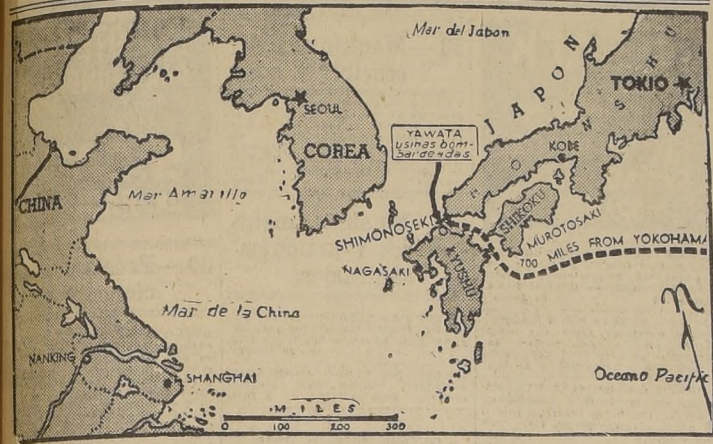 Mar del Japon
TOKIO
JAPON
HONSHU
SEOUL
COREA
YAWATA
usinas bom-
bardeadas
KOBE
CHINA
Mar Amarillo
SHIKOKU
SHIMONOSEKI
MUROTOSAKI
700 MILES FROM YOKOHAMA
NAGASAKI
KYUSHU
Mar de la China
NANKING
SHANGHAI
Oceano Pacific
N
MILES
0 100 200 300